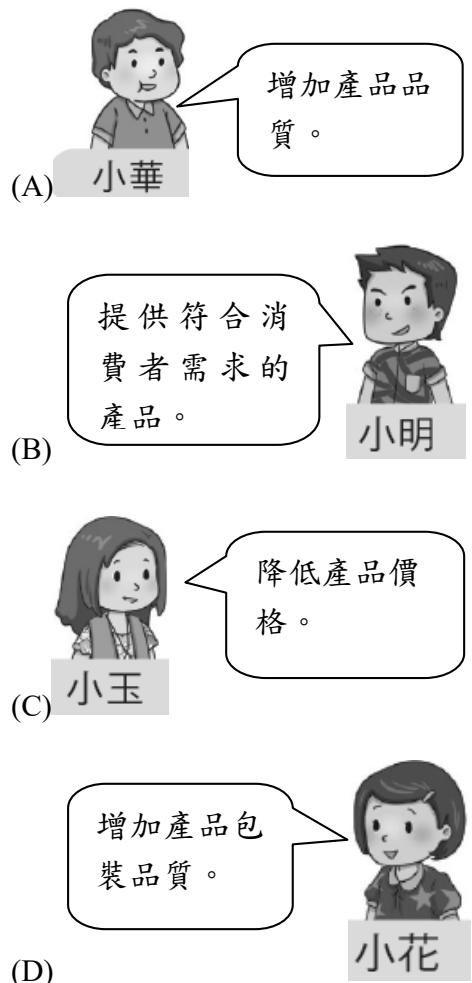 增加產品品
質。
(A)
小華
提供符合消
費者需求的
產品。
(B)
小明
降低產品價
格。
(C)
小玉
增加產品包
裝品質。
(D)
小花